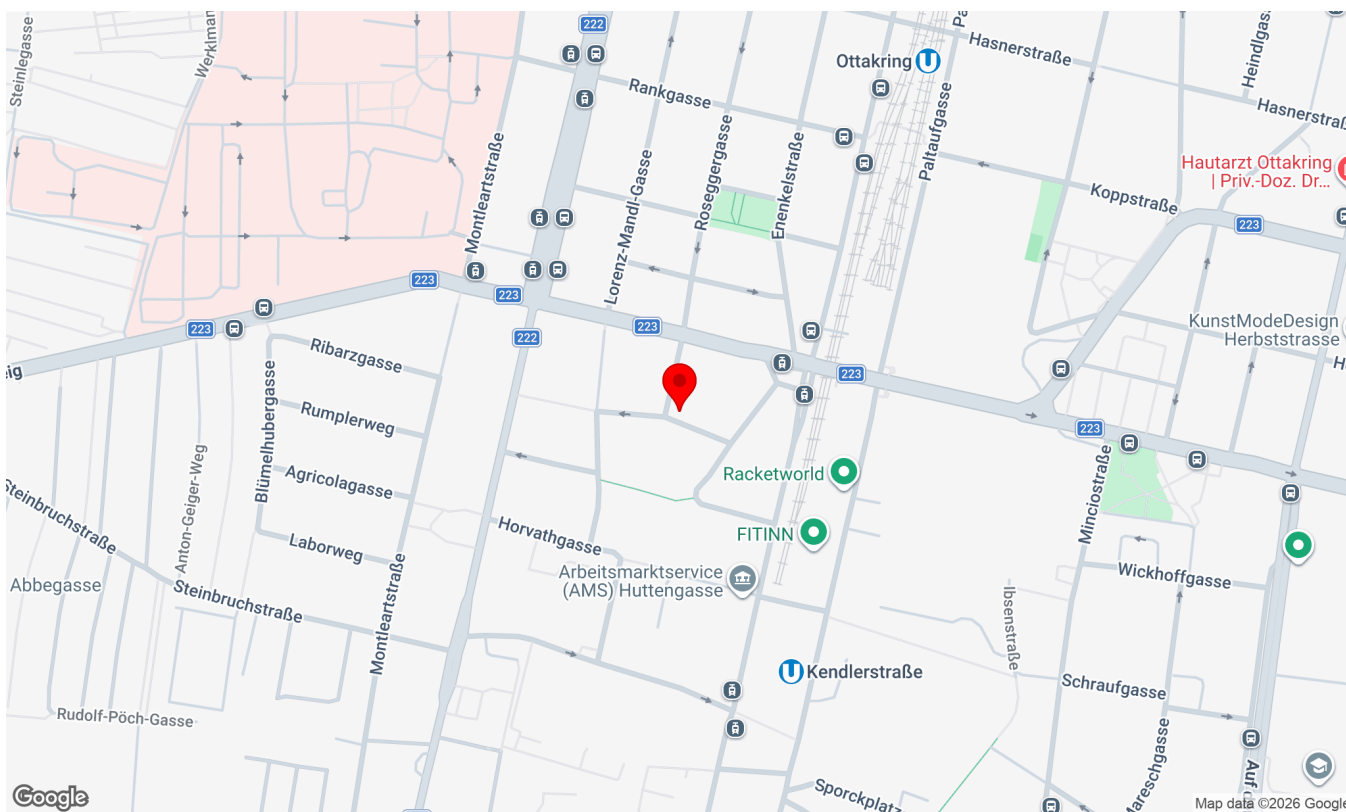 Steinlegasse
Werklman
222
Hasnerstraße
Heindlgasse
Ottakring
Rankgasse
Paltaufgasse
Hasnerstraße
Montleartstraße
Lorenz-Mandl-Gasse
Roseggergasse
Enenkelstraße
Hautarzt Ottakring
| Priv.-Doz. Dr...
Koppstraße
223
223
223
223
223
222
223
223
KunstModeDesign
Herbststrasse
Ribarzgasse
Rumplerweg
Blümelhubergasse
Agricolagasse
Anton-Geiger-Weg
Laborweg
Steinbruchstraße
Steinbruchstraße
Abbegasse
Montleartstraße
Racketworld
FITINN
Horvathgasse
Arbeitsmarktservice
(AMS) Huttengasse
Minciostraße
Wickhoffgasse
Ibsenstraße
Kendlerstraße
Schraufgasse
Rudolf-Pöch-Gasse
Mareschgasse
Sporckplatz
Auf
Google
Map data ©2026 Google